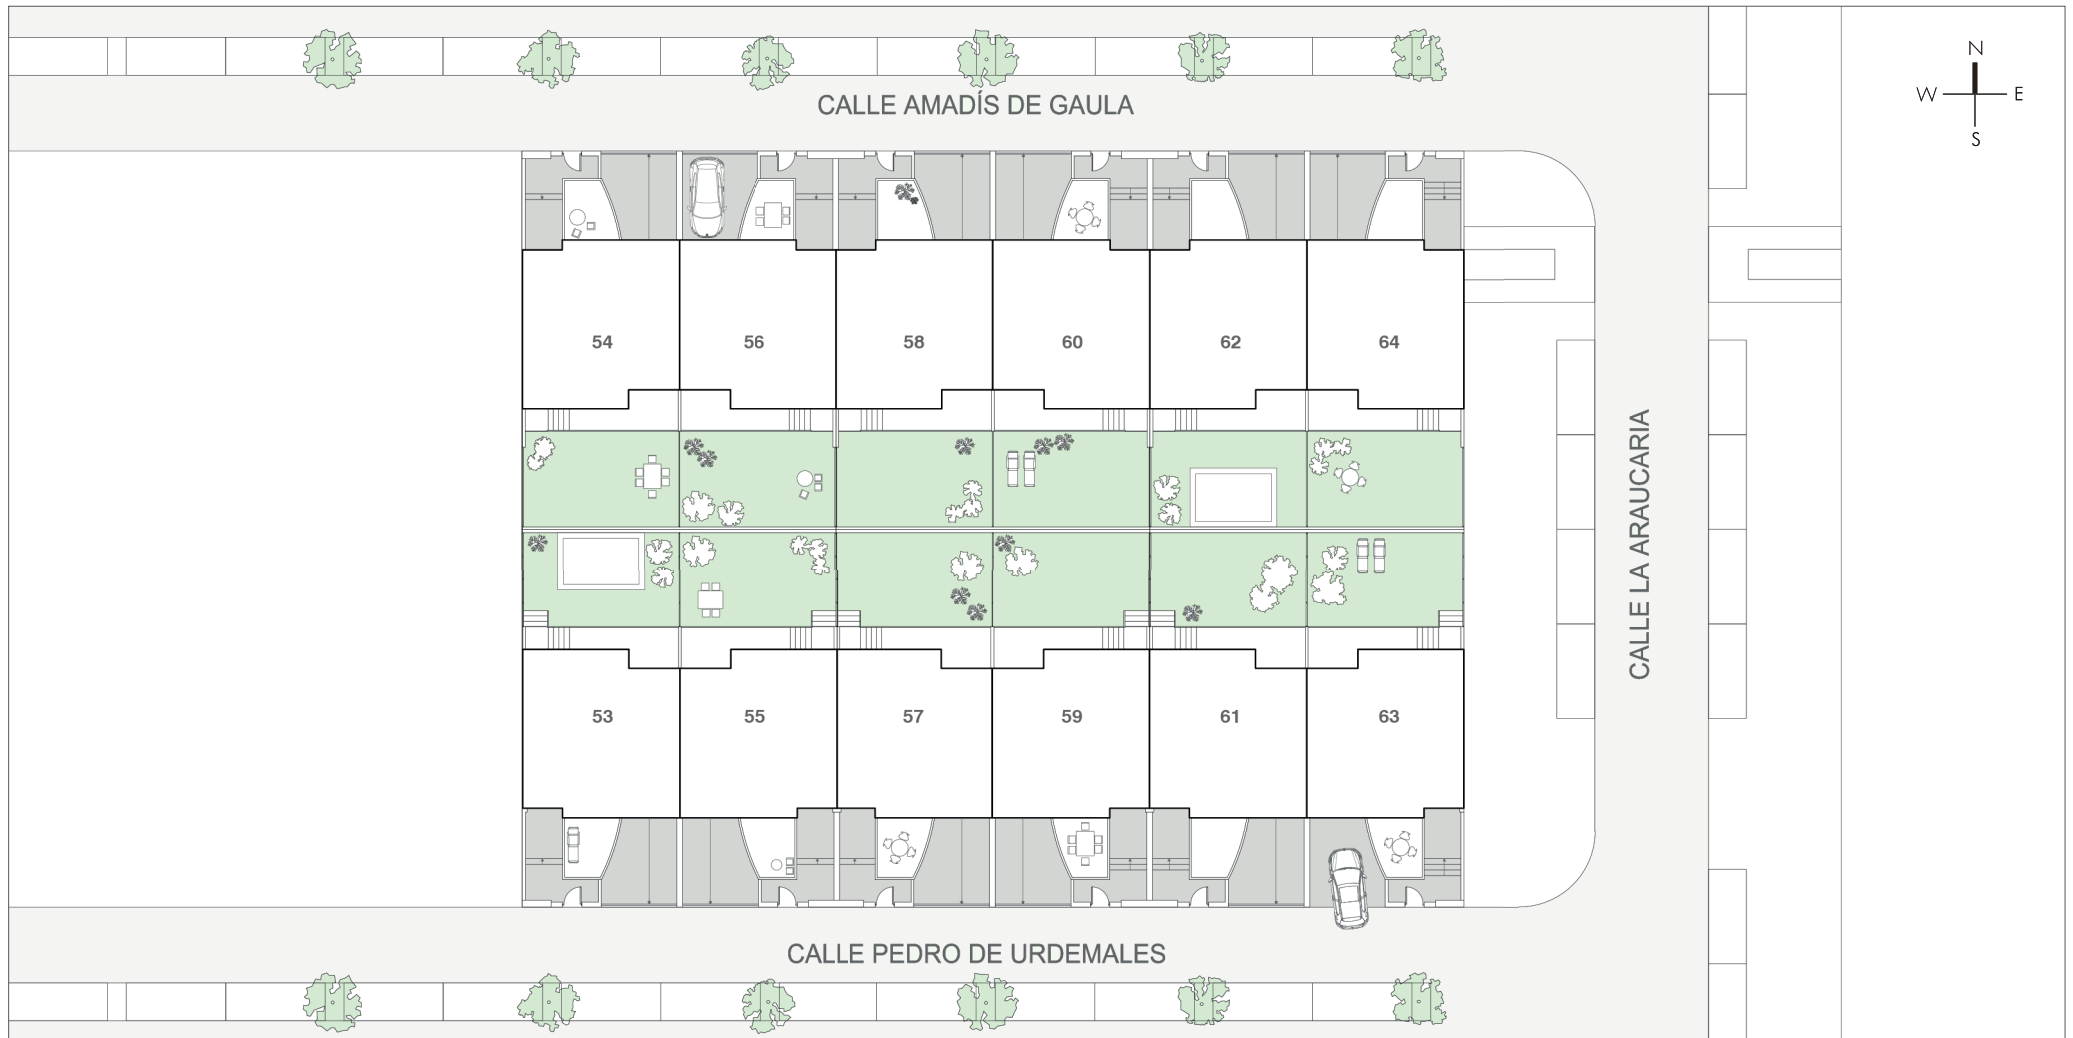 N
W E
S
CALLE AMADÍS DE GAULA
54 56 58 60 62 64
CALLE LA ARAUCARIA
53 55 57 59 61 63
CALLE PEDRO DE URDEMALES